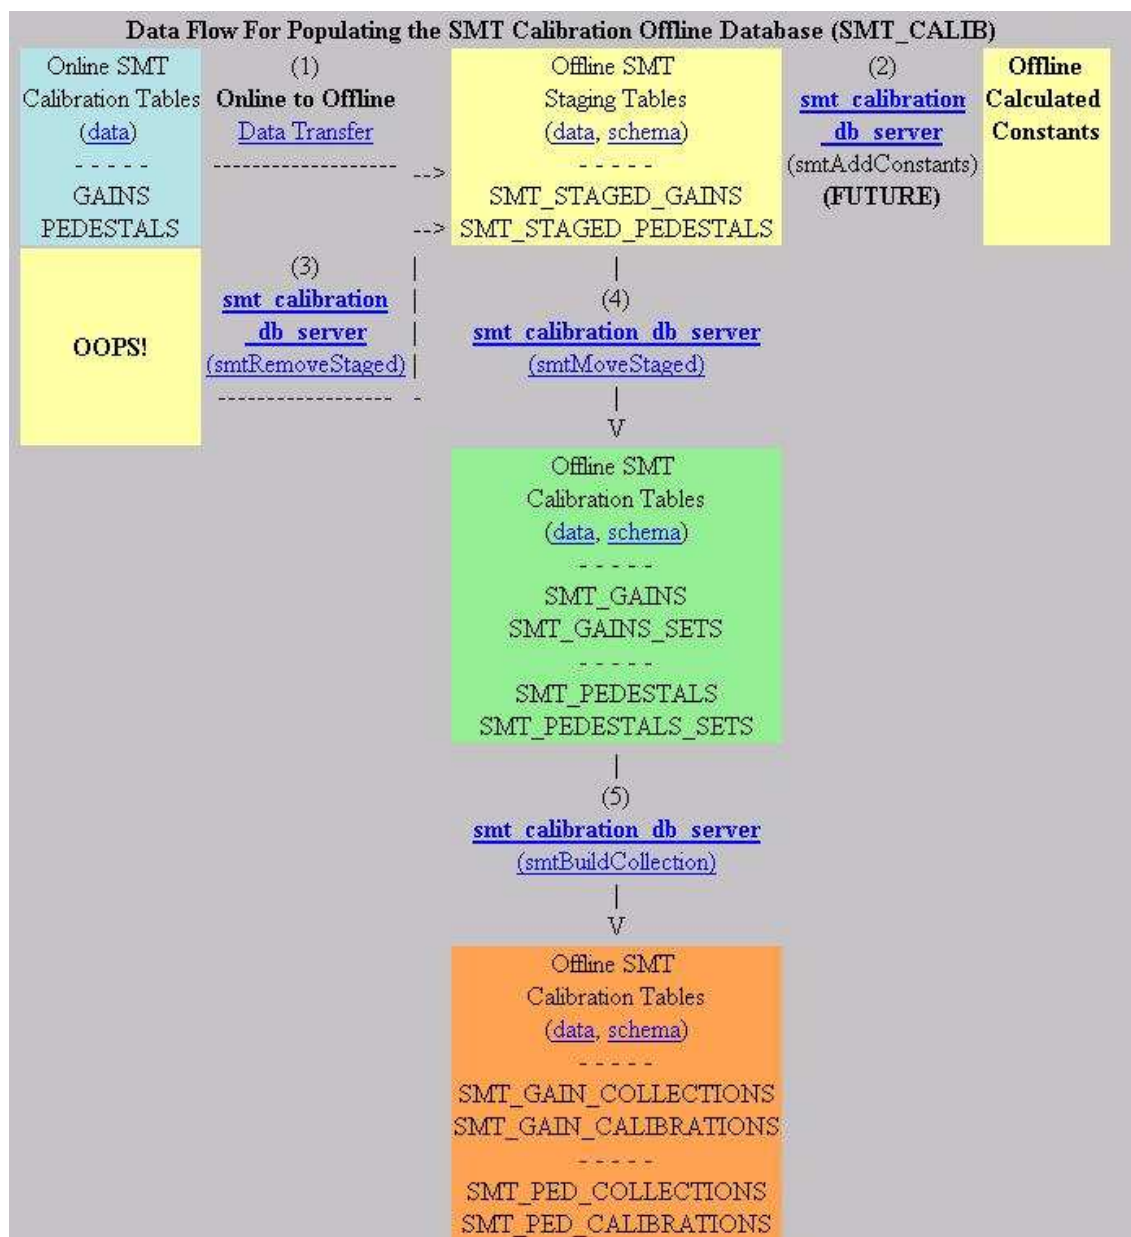 Data Flow For Populating the SMT Calibration Offline Database (SMT_CALIB)
Online SMT
Calibration Tables
(data)
- - - - -
GAINS
PEDESTALS
(1)
Online to Offline
Data Transfer
------------------- -->
-->
Offline SMT
Staging Tables
(data, schema)
- - - - -
SMT_STAGED_GAINS
SMT_STAGED_PEDESTALS
(2)
smt_calibration
_db_server
(smtAddConstants)
(FUTURE)
Offline
Calculated
Constants
OOPS!
(3)
smt_calibration
_db_server
(smtRemoveStaged)
------------------ -
|
(4)
smt_calibration_db_server
(smtMoveStaged)
|
V
Offline SMT
Calibration Tables
(data, schema)
- - - - -
SMT_GAINS
SMT_GAINS_SETS
- - - - -
SMT_PEDESTALS
SMT_PEDESTALS_SETS
|
(5)
smt_calibration_db_server
(smtBuildCollection)
|
V
Offline SMT
Calibration Tables
(data, schema)
- - - - -
SMT_GAIN_COLLECTIONS
SMT_GAIN_CALIBRATIONS
- - - - -
SMT_PED_COLLECTIONS
SMT_PED_CALIBRATIONS